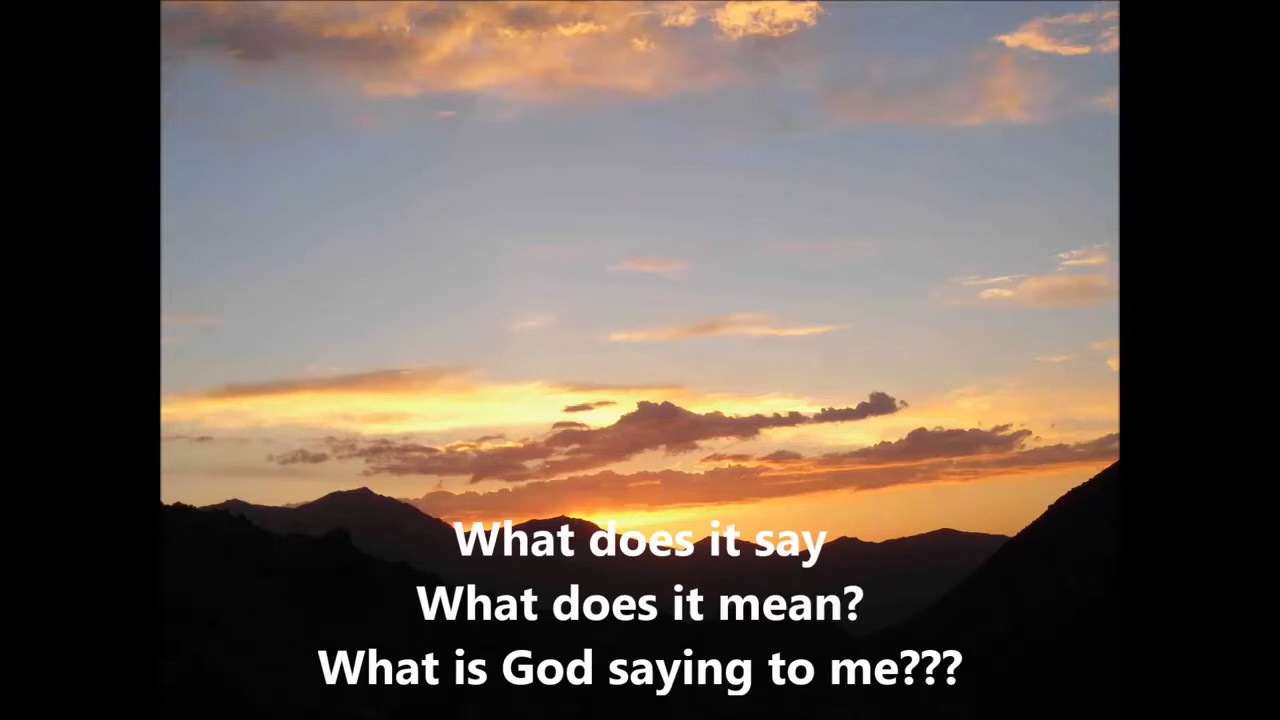 What does it say
What does it mean?
What is God saying to me???